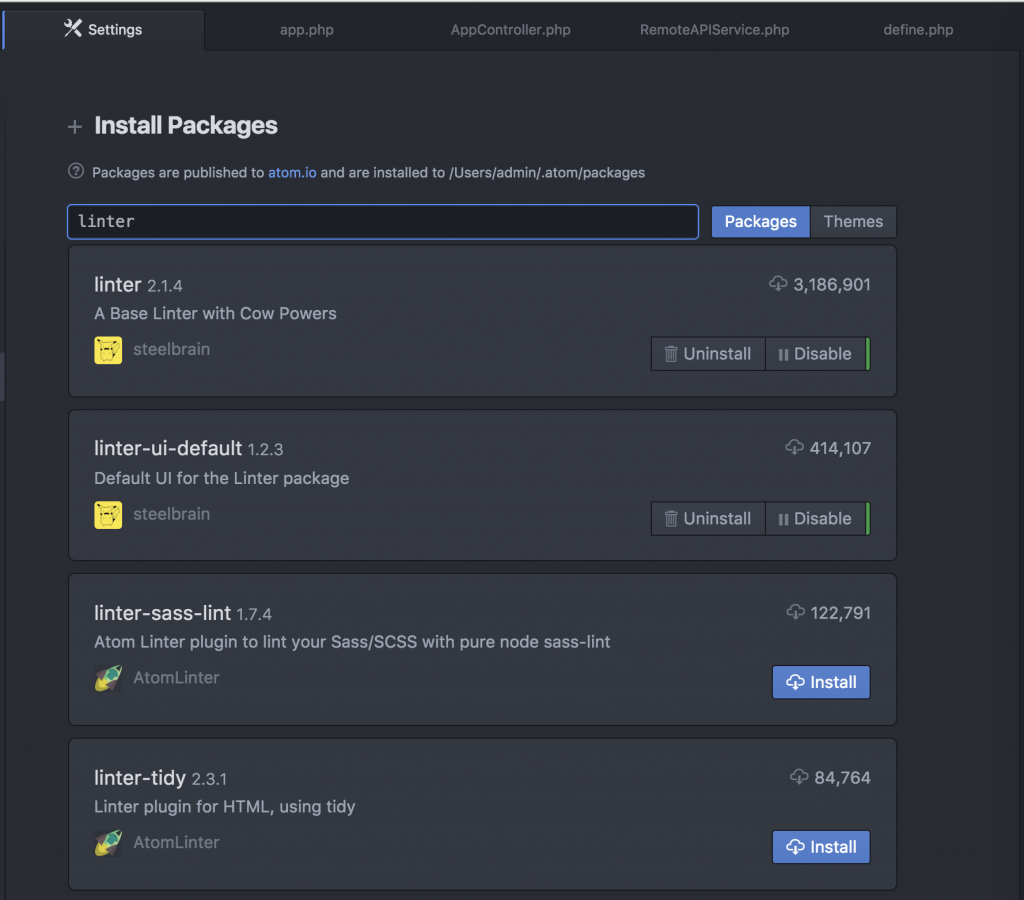 Settings
app.php
AppController.php
RemoteAPIService.php
define.php
Install Packages
Packages are published to atom.io and are installed to /Users/admin/.atom/packages
linter
Packages
Themes
linter 2.1.4
3,186,901
A Base Linter with Cow Powers
steelbrain
Uninstall
Disable
linter-ui-default 1.2.3
414,107
Default UI for the Linter package
steelbrain
Uninstall
Disable
linter-sass-lint 1.7.4
122,791
Atom Linter plugin to lint your Sass/SCSS with pure node sass-lint
AtomLinter
Install
linter-tidy 2.3.1
84,764
Linter plugin for HTML, using tidy
AtomLinter
Install